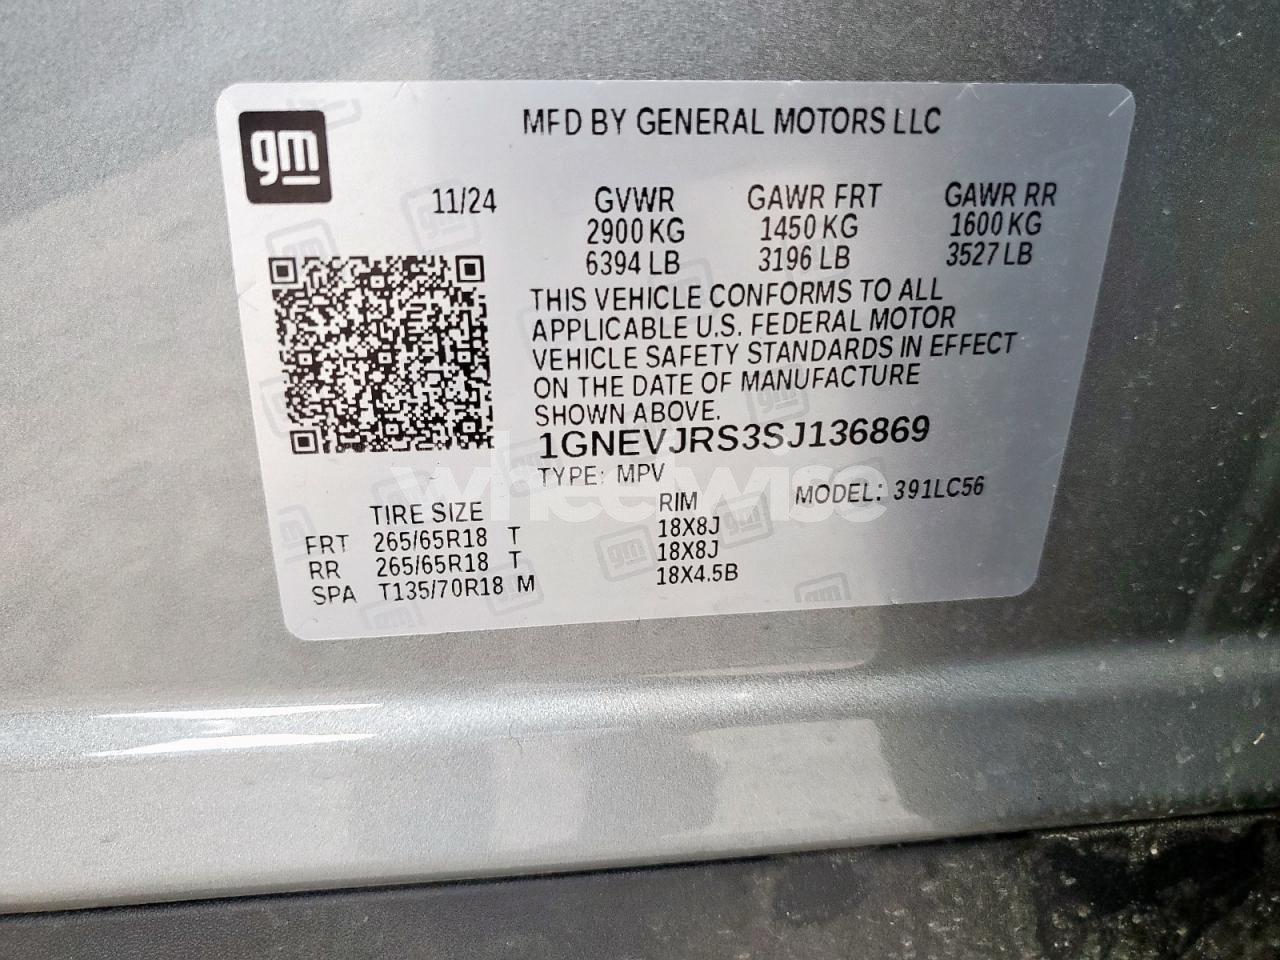 gm
MFD BY GENERAL MOTORS LLC
11/24 GVWR GAWR FRT GAWR RR
2900 KG 1450 KG 1600 KG
6394 LB 3196 LB 3527 LB
THIS VEHICLE CONFORMS TO ALL
APPLICABLE U.S. FEDERAL MOTOR
VEHICLE SAFETY STANDARDS IN EFFECT
ON THE DATE OF MANUFACTURE
SHOWN ABOVE.
1GNEVJRS3SJ136869
TYPE: MPV
MODEL: 391LC56
wheelwise
TIRE SIZE RIM
FRT 265/65R18 T 18X8J
RR 265/65R18 T 18X8J
SPA T135/70R18 M 18X4.5B